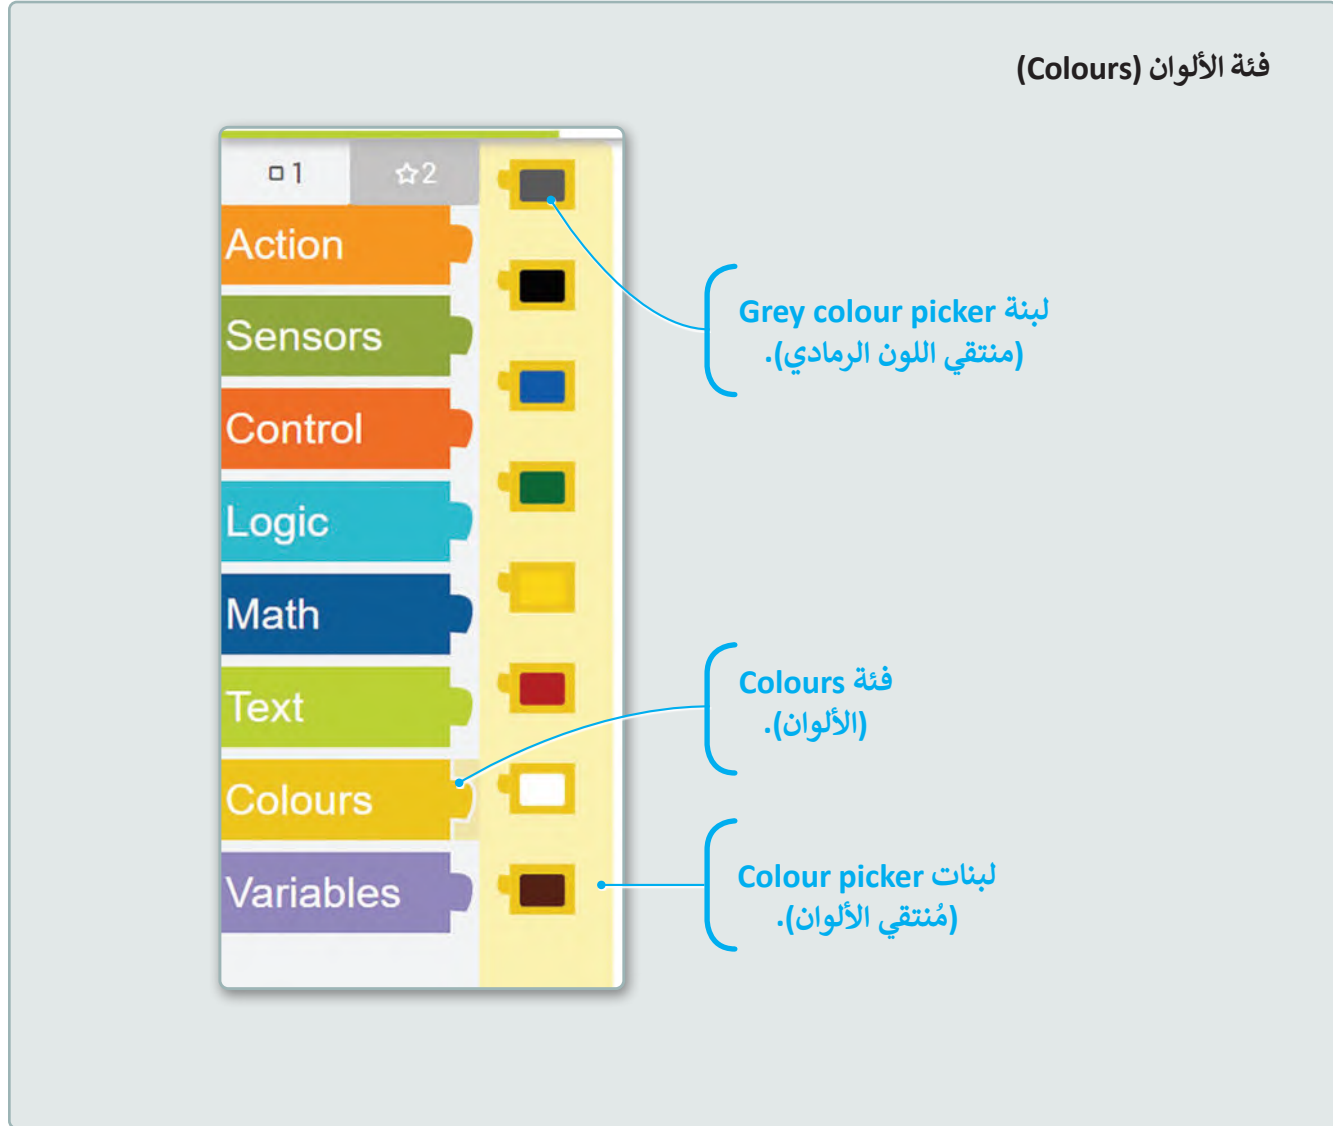 فئة الألوان (Colours)
1
2
Action
Sensors
Control
Logic
Math
Text
Colours
Variables
لبنة Grey colour picker
(منتقي اللون الرمادي).
فئة Colours
(الألوان).
لبنات Colour picker
(مُنتقي الألوان).